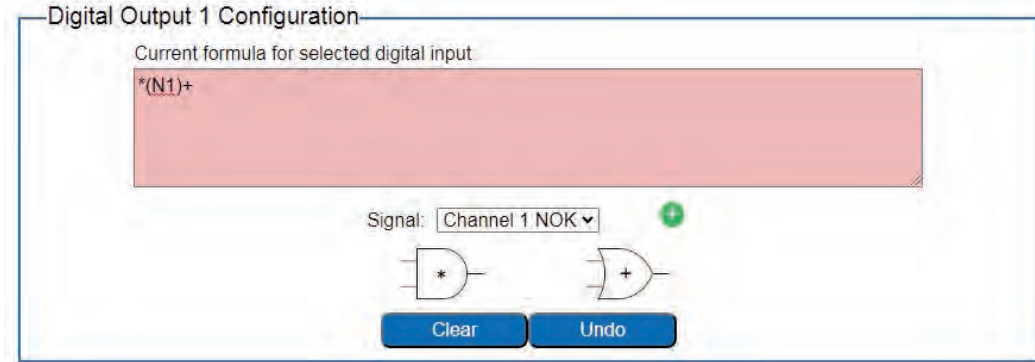 Digital Output 1 Configuration
Current formula for selected digital input
*(N1)+
Signal: Channel 1 NOK
* +
Clear Undo